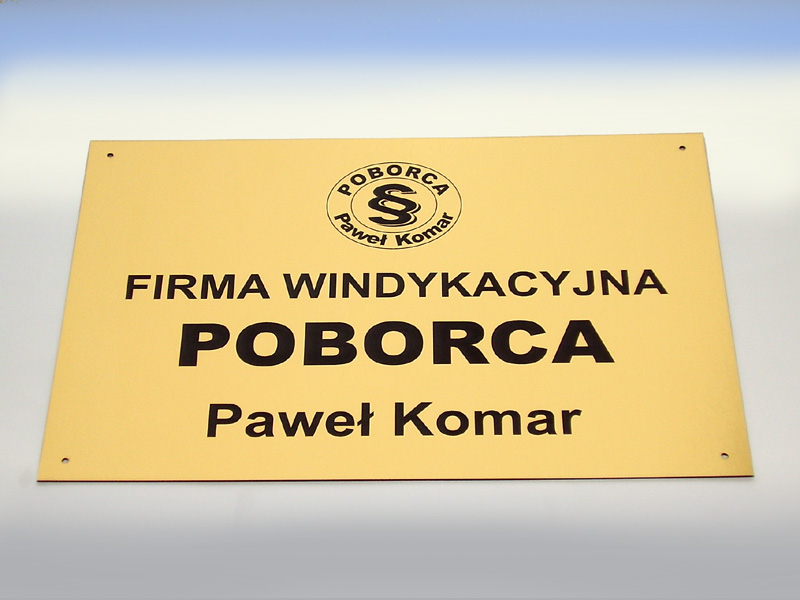 POBORCA
§
Paweł Komar
FIRMA WINDYKACYJNA
POBORCA
Paweł Komar